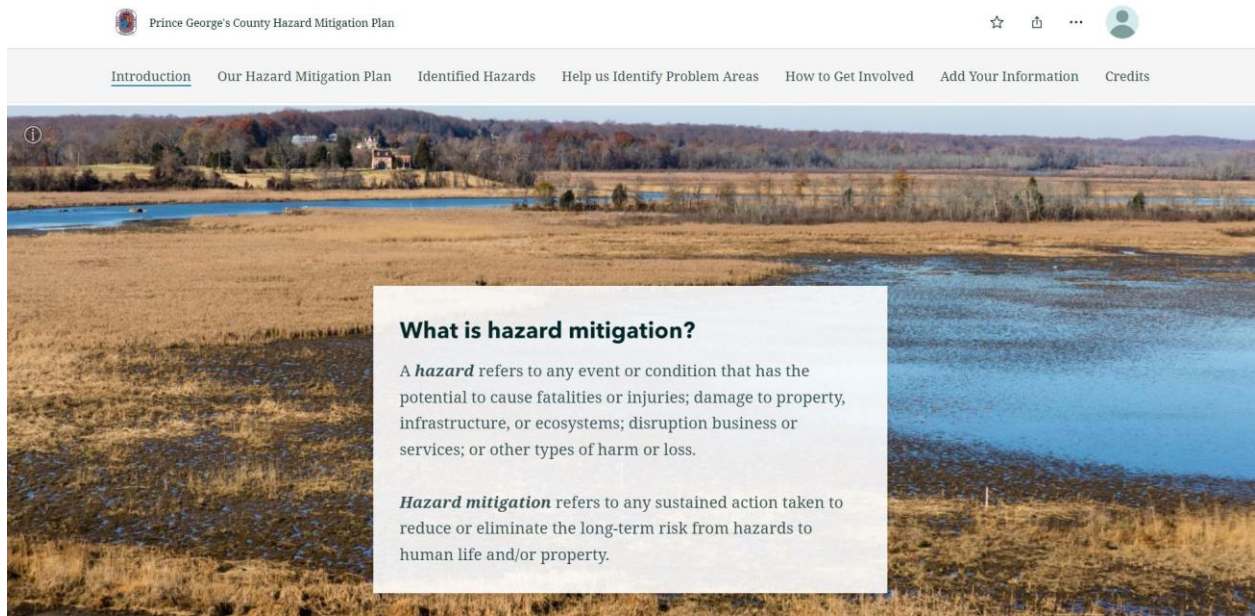 Prince George's County Hazard Mitigation Plan
Introduction Our Hazard Mitigation Plan Identified Hazards Help us Identify Problem Areas How to Get Involved Add Your Information Credits
What is hazard mitigation?
A hazard refers to any event or condition that has the
potential to cause fatalities or injuries; damage to property,
infrastructure, or ecosystems; disruption business or
services; or other types of harm or loss.
Hazard mitigation refers to any sustained action taken to
reduce or eliminate the long-term risk from hazards to
human life and/or property.